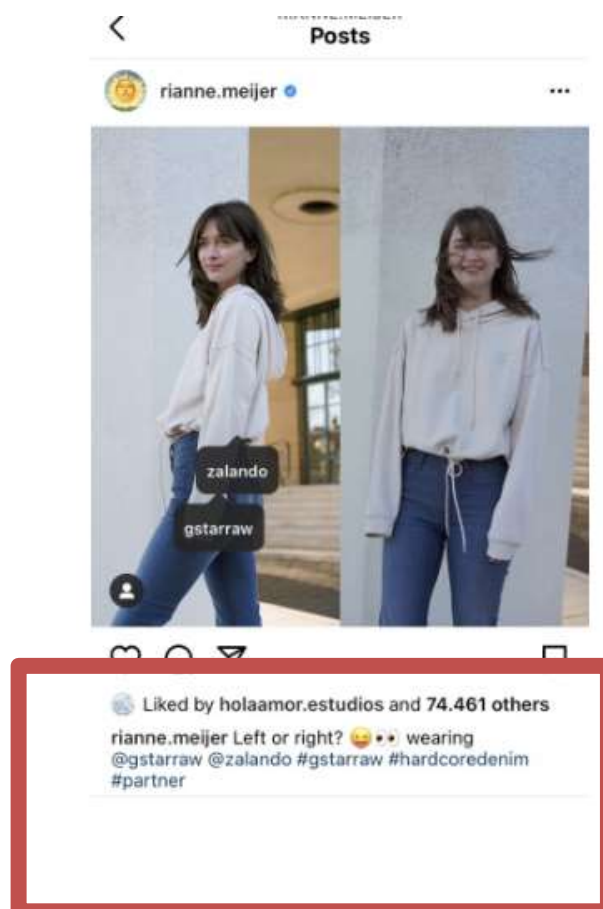 Posts
rianne.meijer
zalando
gstarraw
Liked by holaamor.estudios and 74.461 others
rianne.meijer Left or right? 😝👀 wearing
@gstarraw @zalando #gstarraw #hardcoredenim
#partner